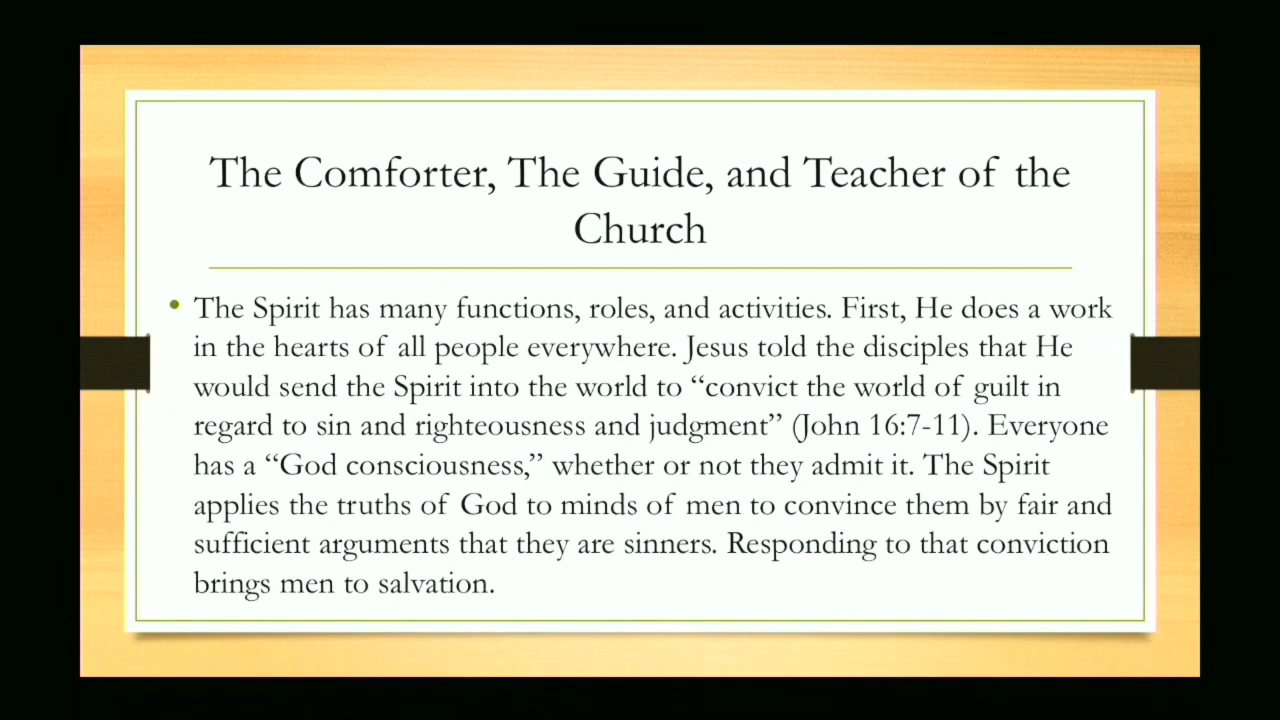 The Comforter, The Guide, and Teacher of the
Church
• The Spirit has many functions, roles, and activities. First, He does a work
in the hearts of all people everywhere. Jesus told the disciples that He
would send the Spirit into the world to “convict the world of guilt in
regard to sin and righteousness and judgment” (John 16:7-11). Everyone
has a “God consciousness,” whether or not they admit it. The Spirit
applies the truths of God to minds of men to convince them by fair and
sufficient arguments that they are sinners. Responding to that conviction
brings men to salvation.